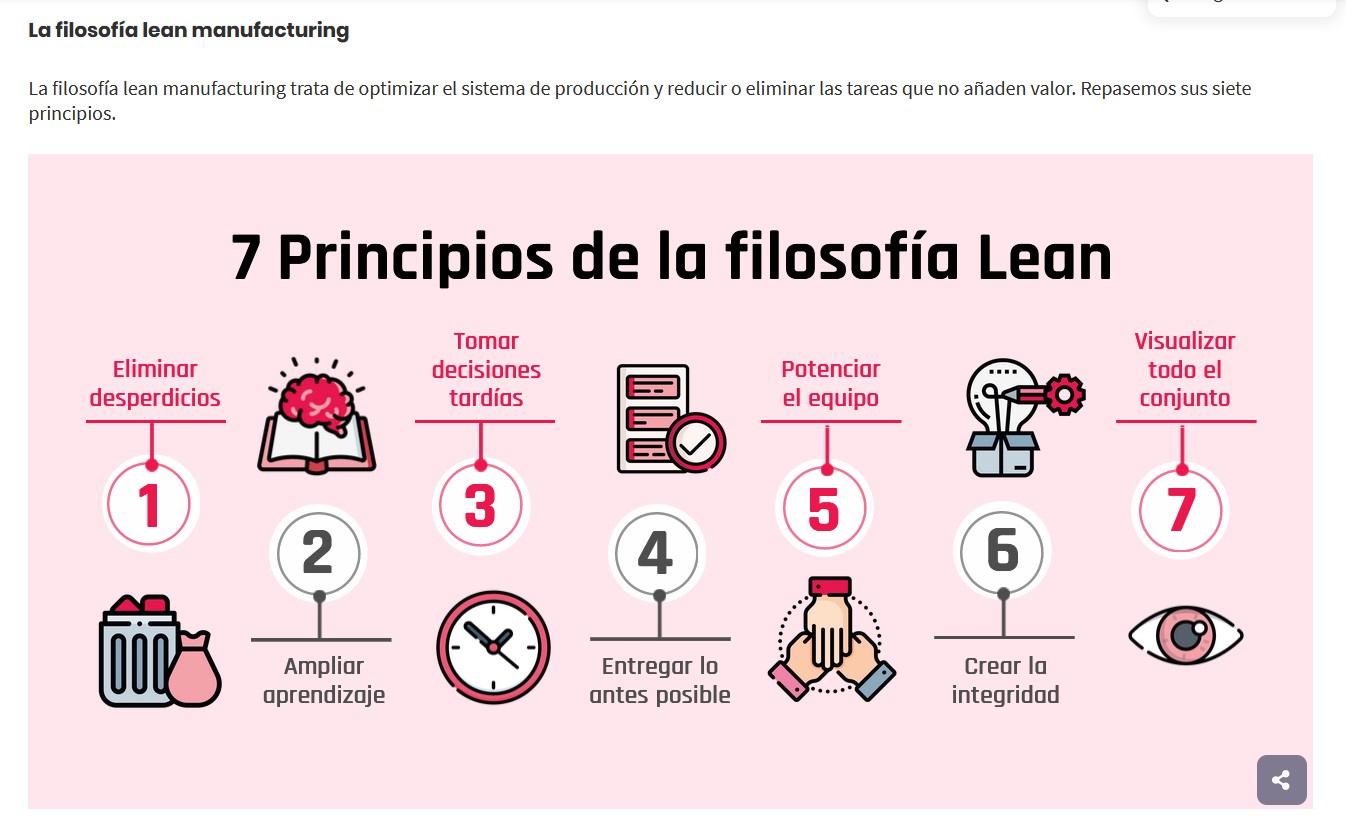 La filosofía lean manufacturing
La filosofía lean manufacturing trata de optimizar el sistema de producción y reducir o eliminar las tareas que no añaden valor. Repasemos sus siete
principios.
7 Principios de la filosofía Lean
Eliminar
desperdicios
1
2
Ampliar
aprendizaje
Tomar
decisiones
tardías
3
4
Entregar lo
antes posible
Potenciar
el equipo
5
6
Crear la
integridad
Visualizar
todo el
conjunto
7